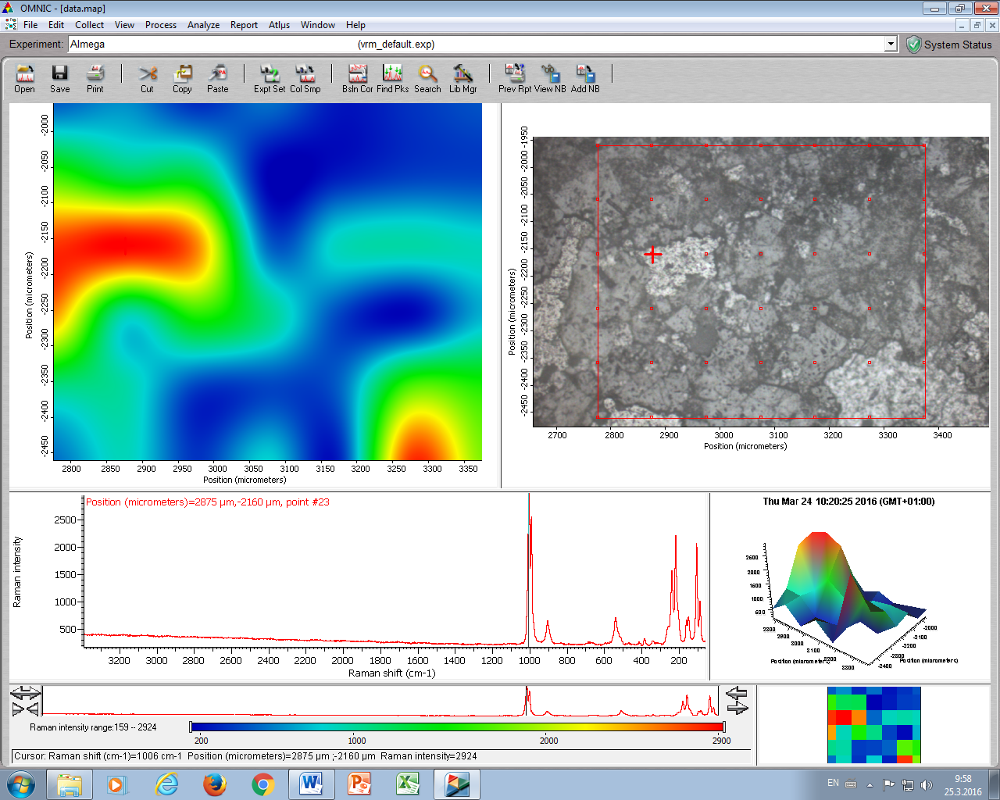 OMNIC - [data.map]
File Edit Collect View Process Analyze Report Atlµs Window Help
Experiment: Almega (vrm_default.exp) System Status
Open Save Print Cut Copy Paste Expt Set Col Smp Bsln Cor Find Pks Search Lib Mgr Prev Rpt View NB Add NB
Position (micrometers)
-2000
-2050
-2100
-2150
-2200
-2250
-2300
-2350
-2400
-2450
2800 2850 2900 2950 3000 3050 3100 3150 3200 3250 3300 3350
Position (micrometers)
Position (micrometers)
-1950
-2000
-2050
-2100
-2150
-2200
-2250
-2300
-2350
-2400
-2450
2700 2800 2900 3000 3100 3200 3300 3400
Position (micrometers)
Position (micrometers)=2875 µm,-2160 µm, point #23
Raman intensity
2500
2000
1500
1000
500
3200 3000 2800 2600 2400 2200 2000 1800 1600 1400 1200 1000 800 600 400 200
Raman shift (cm-1)
Thu Mar 24 10:20:25 2016 (GMT+01:00)
2600
2200
1600
1000
600
2800 2900 3000 3100 3300
Position (micrometers)
-2000
-2100
-2200
-2300
-2400
Position (micrometers)
Raman intensity range:159 -- 2924
200 1000 2000 2900
Cursor: Raman shift (cm-1)=1006 cm-1 Position (micrometers)=2875 µm ;-2160 µm Raman intensity=2924
EN
9:58
25.3.2016